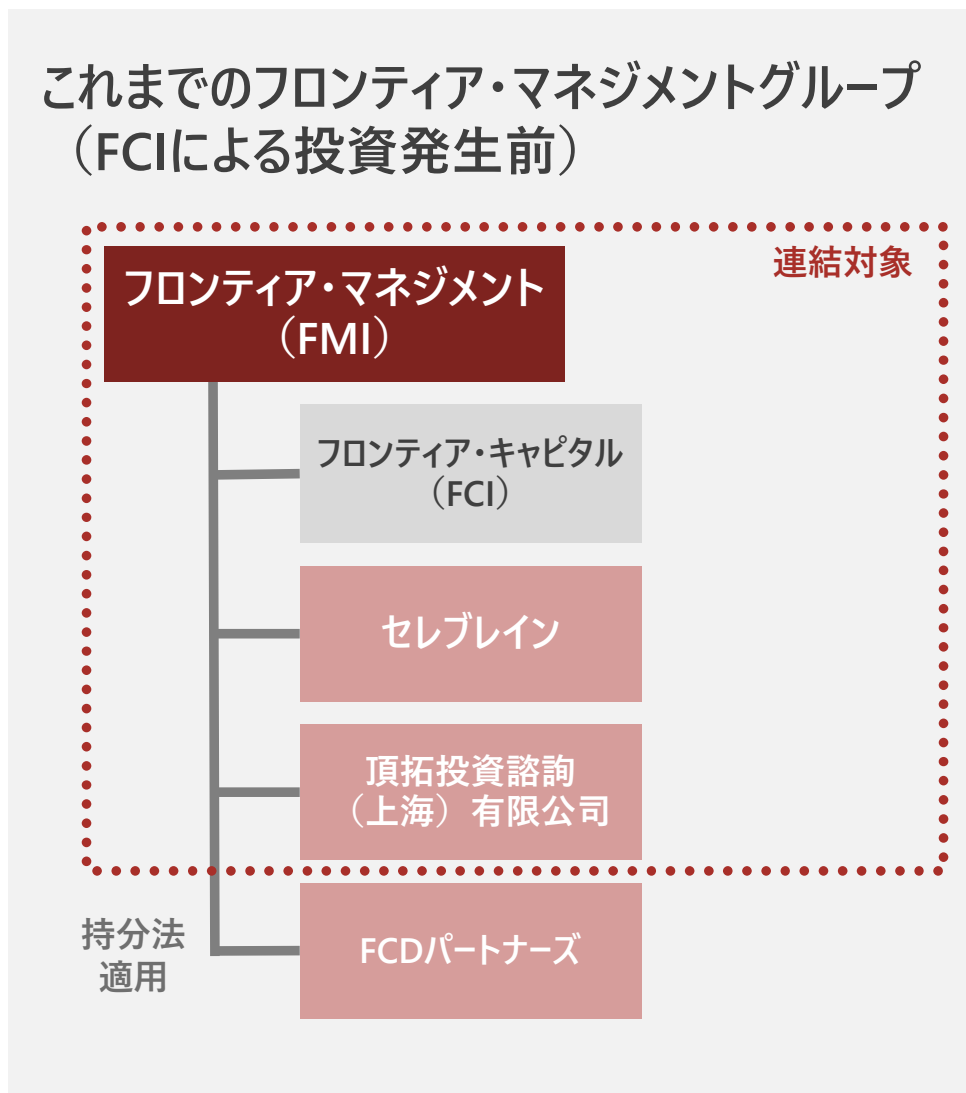 これまでのフロンティア・マネジメントグループ
（FCIによる投資発生前）
連結対象
フロンティア・マネジメント
（FMI）
フロンティア・キャピタル
（FCI）
セレブレイン
頂拓投資諮詢
（上海）有限公司
持分法
適用
FCDパートナーズ